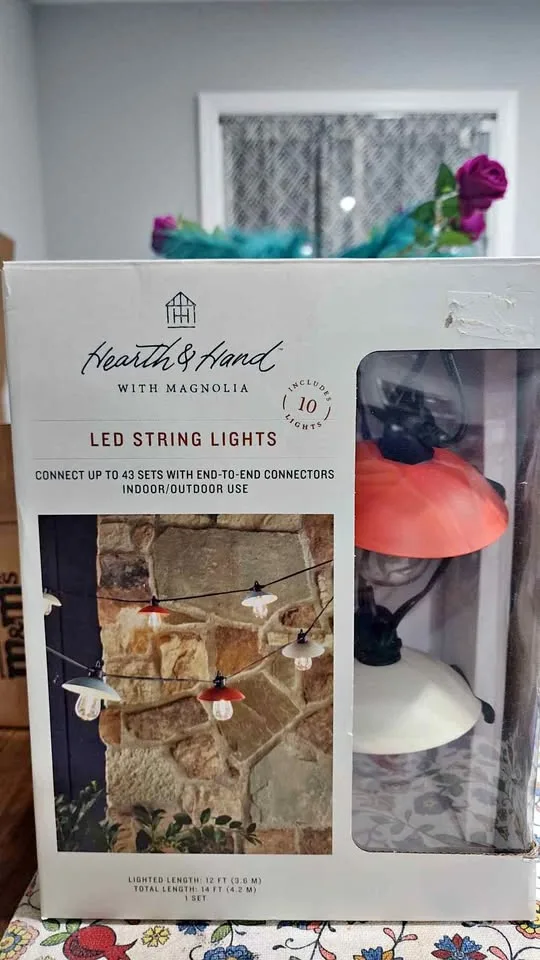 Hearth & Hand™
WITH MAGNOLIA
INCLUDES
10
LIGHTS
LED STRING LIGHTS
CONNECT UP TO 43 SETS WITH END-TO-END CONNECTORS
INDOOR/OUTDOOR USE
m&m's
LIGHTED LENGTH: 12 FT (3.6 M)
TOTAL LENGTH: 14 FT (4.2 M)
1 SET